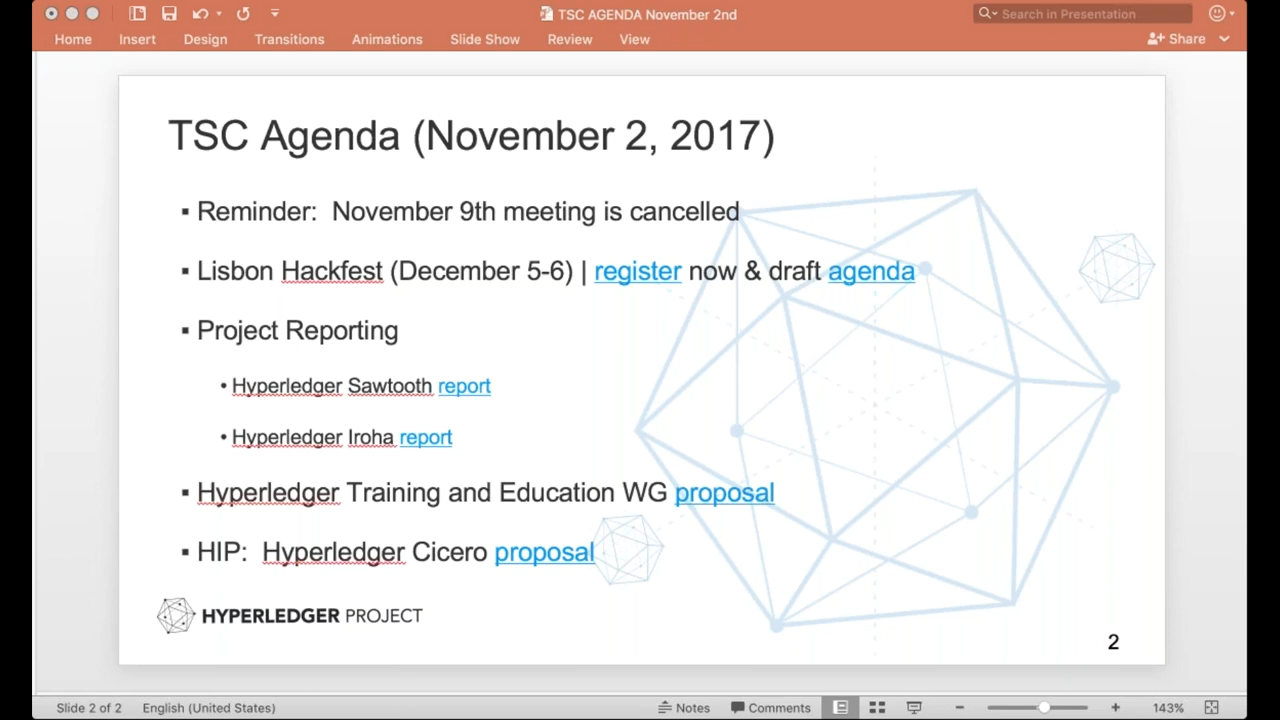 TSC AGENDA November 2nd
Search in Presentation
Home Insert Design Transitions Animations Slide Show Review View Share
TSC Agenda (November 2, 2017)
▪ Reminder: November 9th meeting is cancelled
▪ Lisbon Hackfest (December 5-6) | register now & draft agenda
▪ Project Reporting
• Hyperledger Sawtooth report
• Hyperledger Iroha report
▪ Hyperledger Training and Education WG proposal
▪ HIP: Hyperledger Cicero proposal
HYPERLEDGER PROJECT
2
Slide 2 of 2 English (United States) Notes Comments 143%